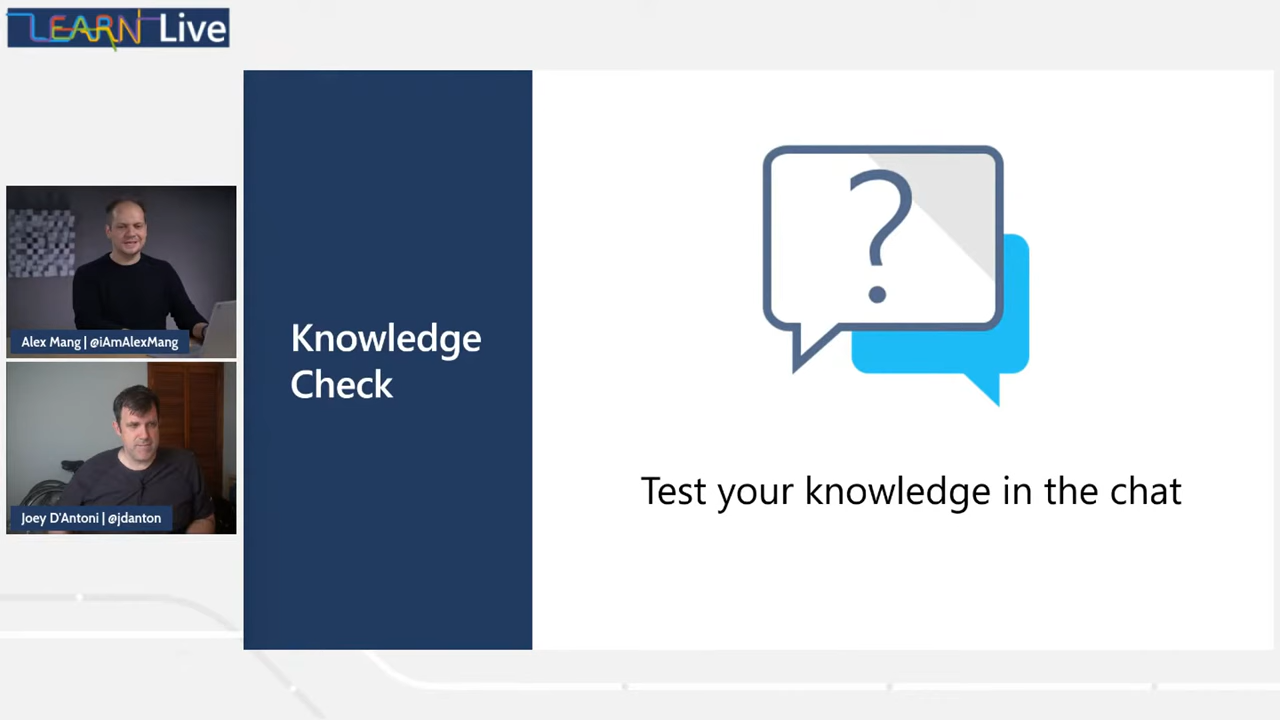 LEARN Live
Alex Mang | @iAmAlexMang
Joey D'Antoni | @jdanton
Knowledge
Check
?
Test your knowledge in the chat